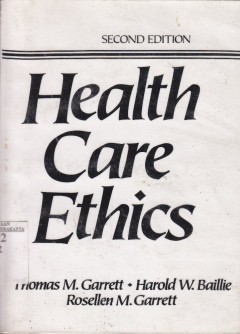 SECOND EDITION
Health
Care
Ethics
Thomas M. Garrett • Harold W. Baillie
Rosellen M. Garrett